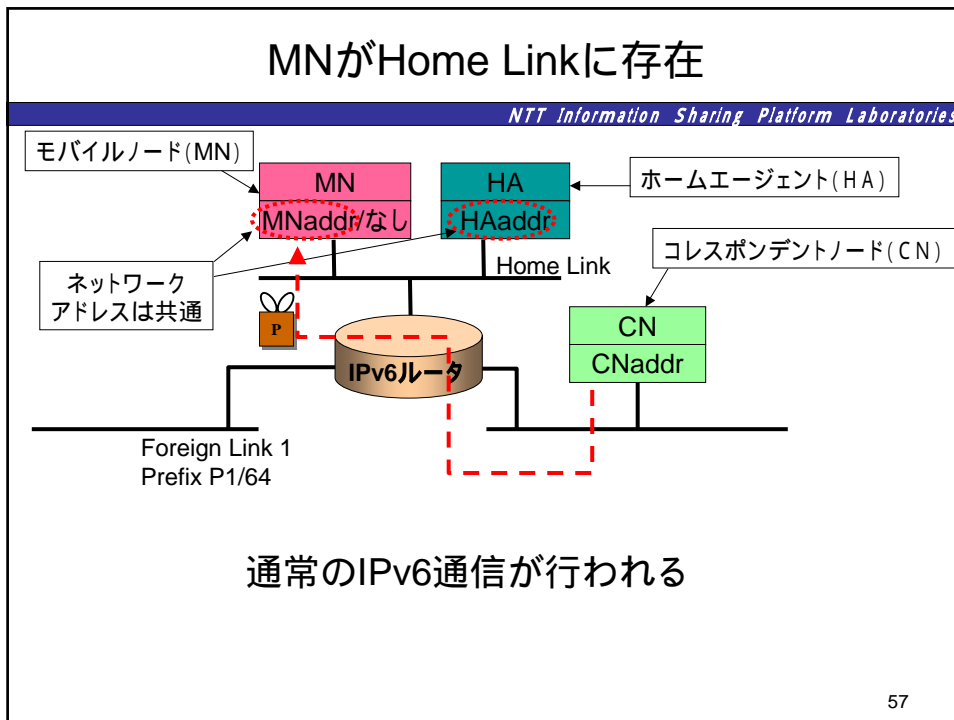 MNがHome Linkに存在
NTT Information Sharing Platform Laboratories
モバイルノード(MN)
MN
MNaddr/なし
HA
HAaddr
ホームエージェント(HA)
コレスポンデントノード(CN)
Home Link
ネットワーク
アドレスは共通
P
IPv6ルータ
CN
CNaddr
Foreign Link 1
Prefix P1/64
通常のIPv6通信が行われる
57